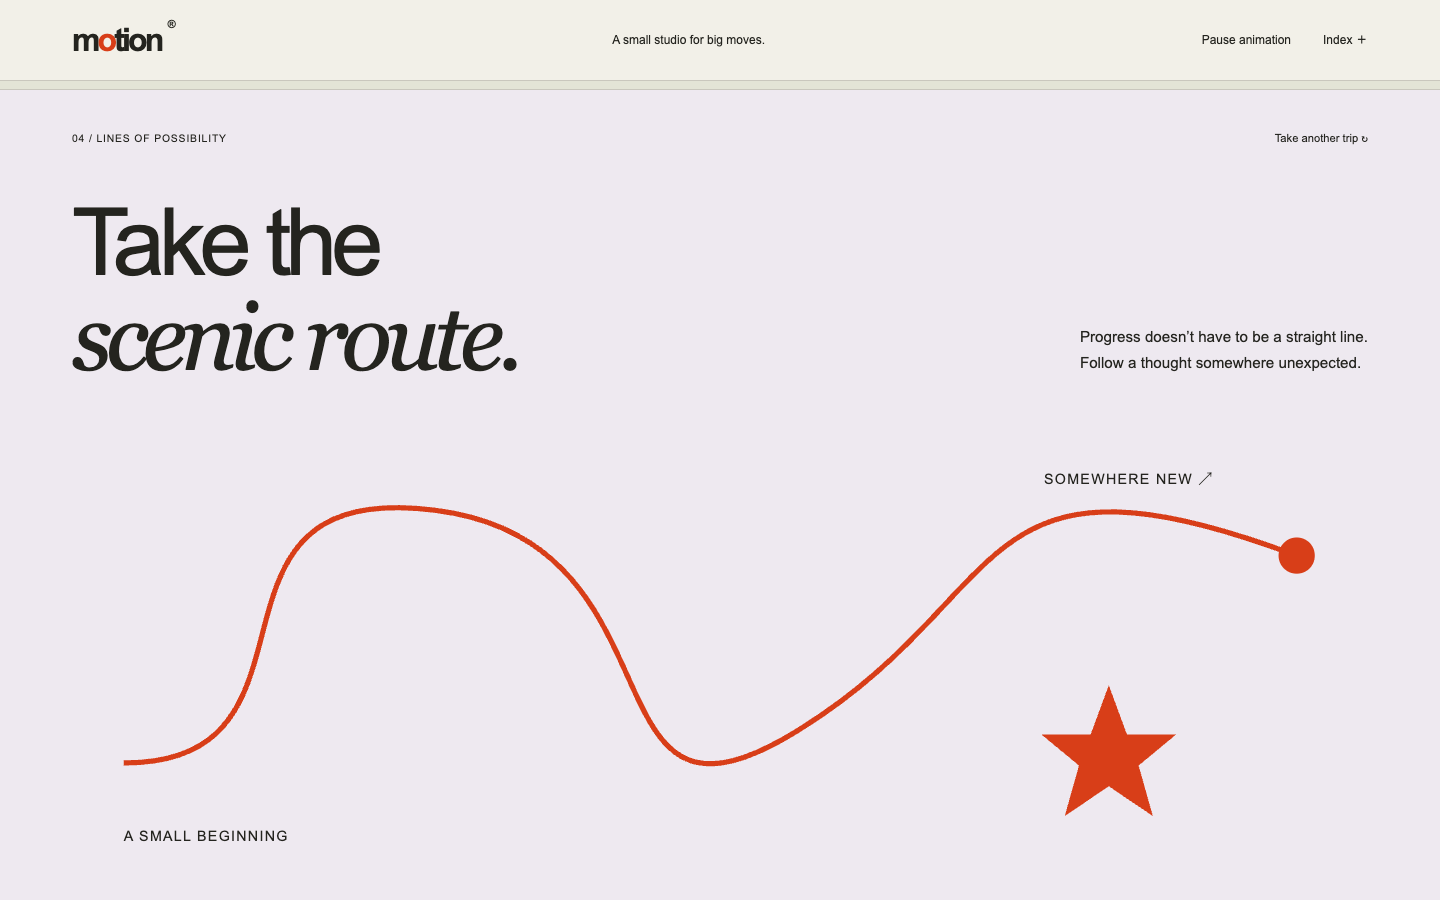 motion®
A small studio for big moves.
Pause animation
Index +
04 / LINES OF POSSIBILITY
Take another trip ↻
Take the
scenic route.
Progress doesn’t have to be a straight line.
Follow a thought somewhere unexpected.
SOMEWHERE NEW ↗
A SMALL BEGINNING